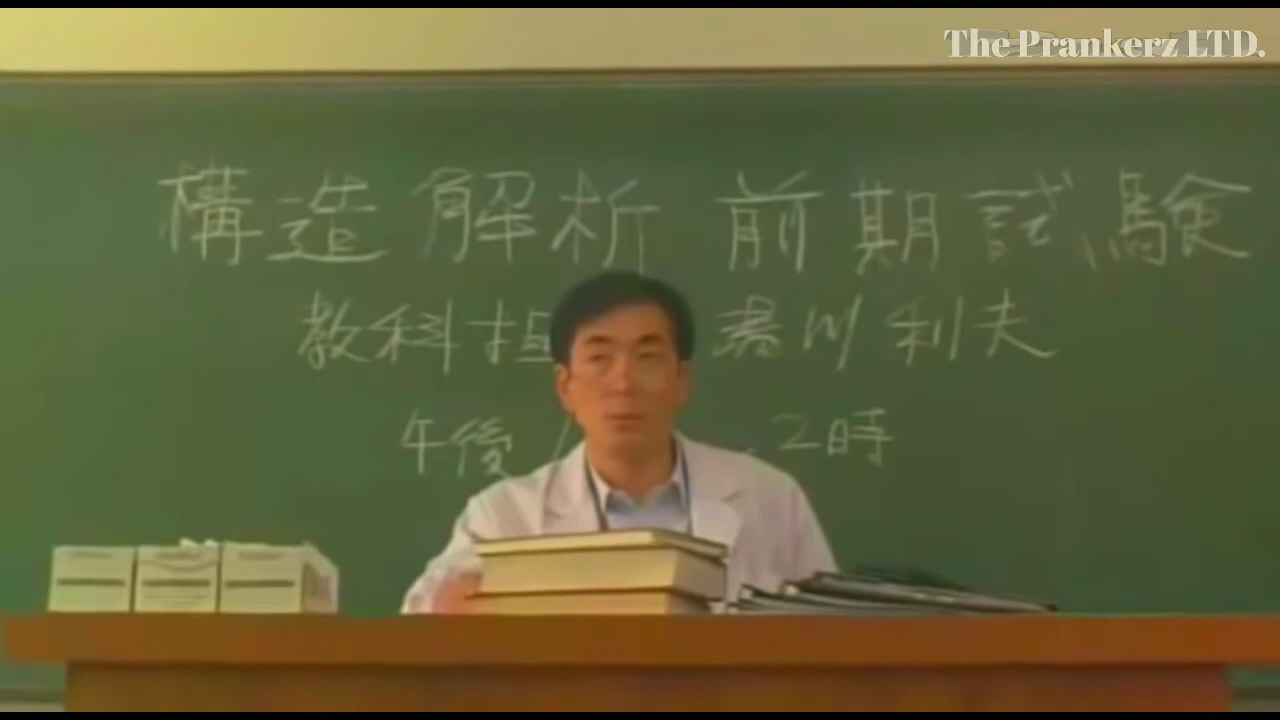 The Prankerz LTD.
構造解析 前期試験
教科担 川利夫
午後 2時